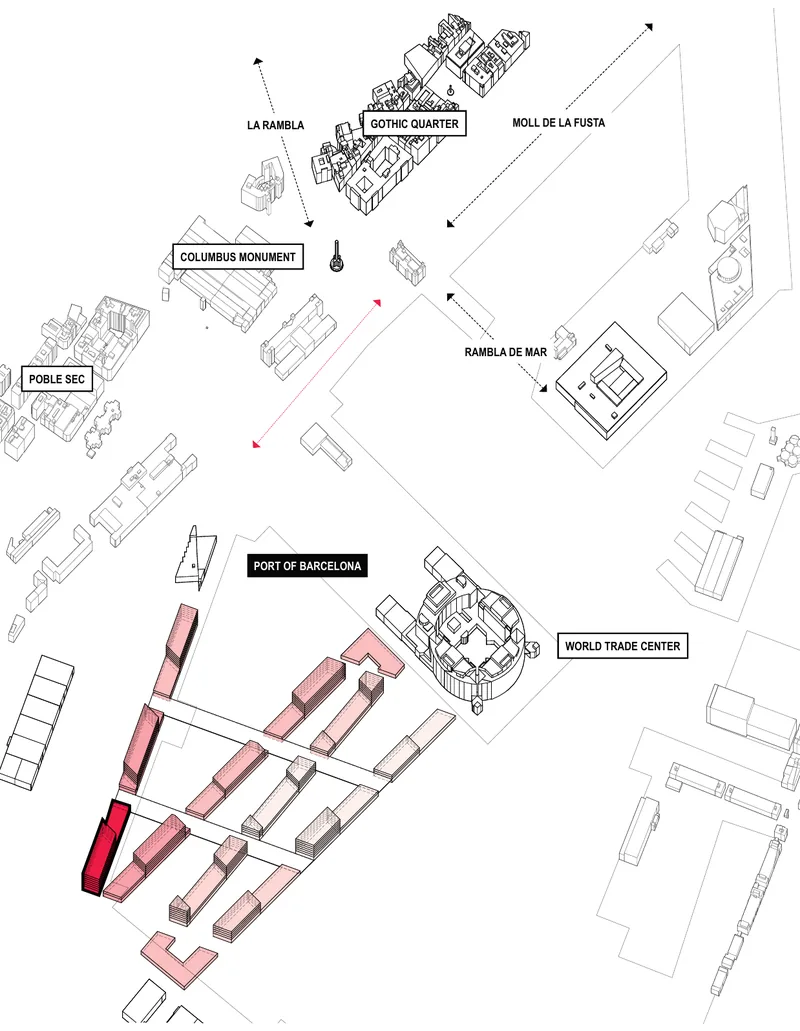 LA RAMBLA
GOTHIC QUARTER
MOLL DE LA FUSTA
COLUMBUS MONUMENT
RAMBLA DE MAR
POBLE SEC
PORT OF BARCELONA
WORLD TRADE CENTER